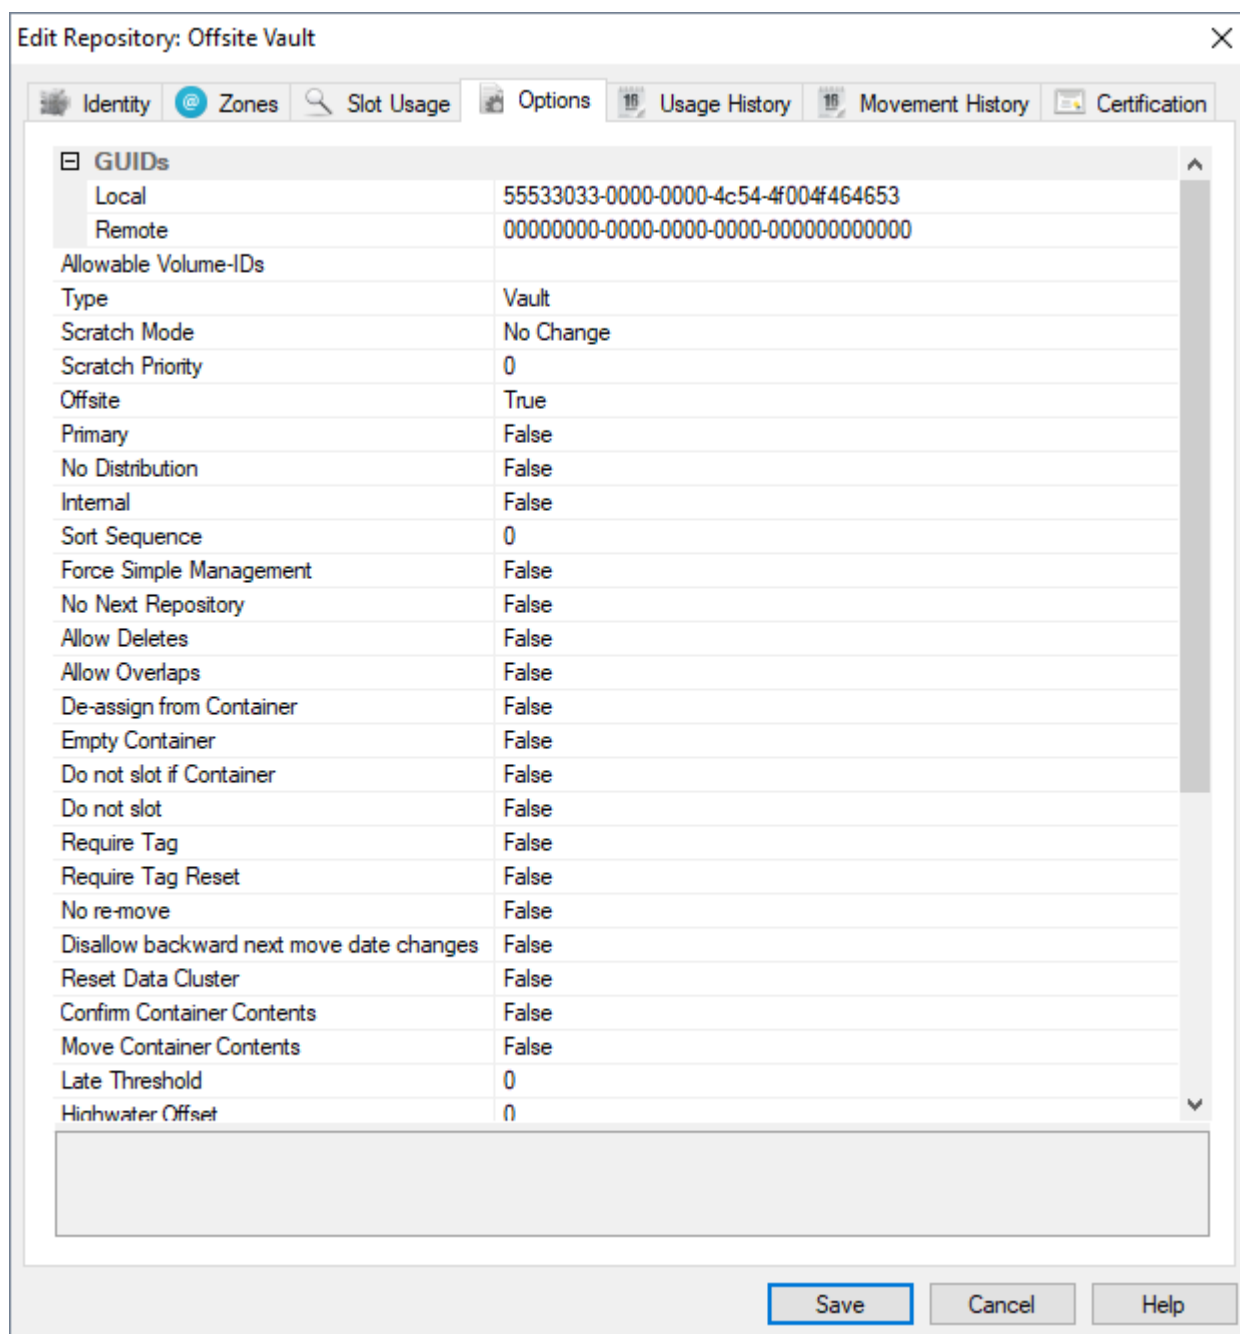 Edit Repository: Offsite Vault
Identity Zones Slot Usage Options 16 Usage History 16 Movement History Certification
GUIDs
Local 55533033-0000-0000-4c54-4f004f464653
Remote 00000000-0000-0000-0000-000000000000
Allowable Volume-IDs
Type Vault
Scratch Mode No Change
Scratch Priority 0
Offsite True
Primary False
No Distribution False
Internal False
Sort Sequence 0
Force Simple Management False
No Next Repository False
Allow Deletes False
Allow Overlaps False
De-assign from Container False
Empty Container False
Do not slot if Container False
Do not slot False
Require Tag False
Require Tag Reset False
No re-move False
Disallow backward next move date changes False
Reset Data Cluster False
Confirm Container Contents False
Move Container Contents False
Late Threshold 0
Highwater Offset 0
Save Cancel Help